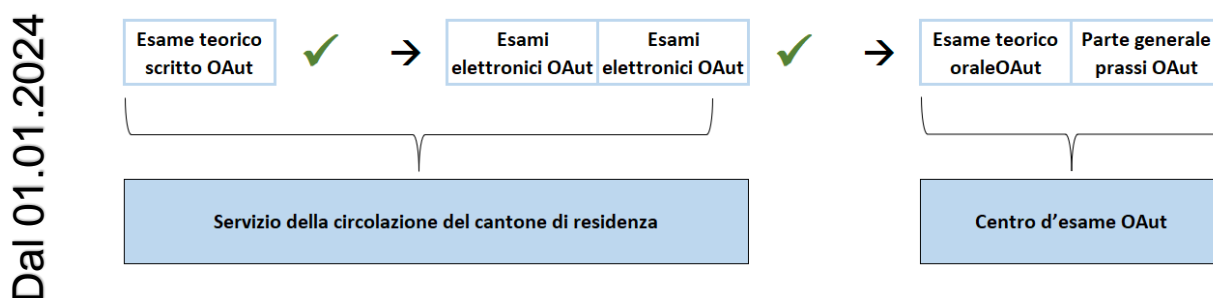 Dal 01.01.2024
Esame teorico
scritto OAut
Esami
elettronici OAut
Esami
elettronici OAut
Esame teorico
oraleOAut
Parte generale
prassi OAut
Servizio della circolazione del cantone di residenza
Centro d'esame OAut